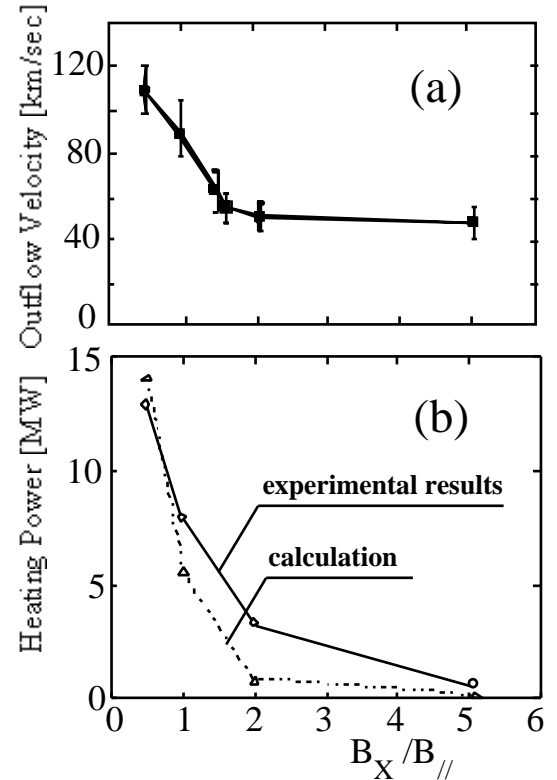 Outflow Velocity [km/sec]
120
80
40
0
(a)
Heating Power [MW]
15
10
5
0
(b)
experimental results
calculation
0 1 2 3 4 5 6
B_X /B_//